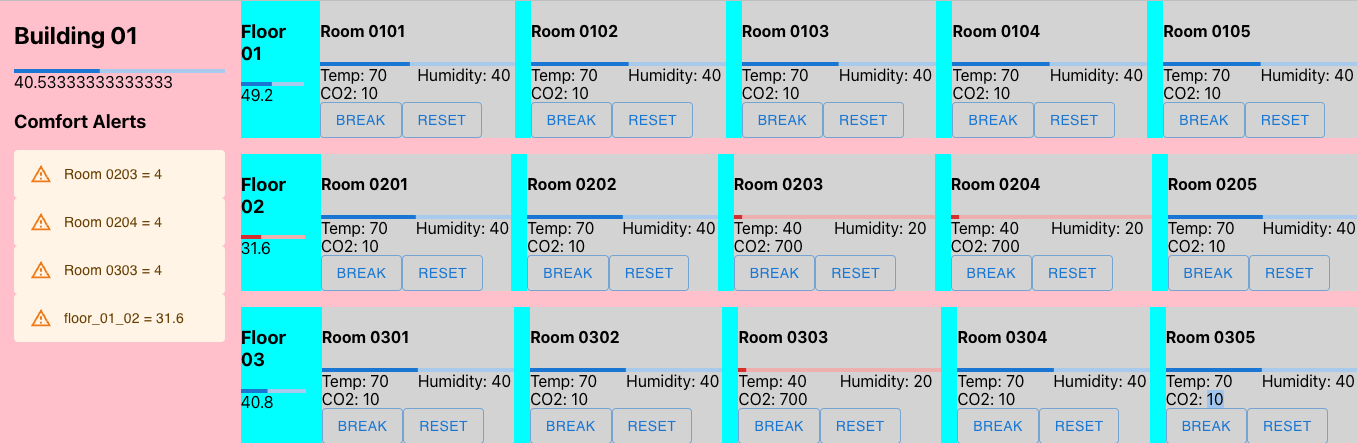 Building 01
40.53333333333333
Comfort Alerts
Room 0203 = 4
Room 0204 = 4
Room 0303 = 4
floor_01_02 = 31.6
Floor
01
49.2
Room 0101
Temp: 70 Humidity: 40
CO2: 10
BREAK RESET
Room 0102
Temp: 70 Humidity: 40
CO2: 10
BREAK RESET
Room 0103
Temp: 70 Humidity: 40
CO2: 10
BREAK RESET
Room 0104
Temp: 70 Humidity: 40
CO2: 10
BREAK RESET
Room 0105
Temp: 70 Humidity: 40
CO2: 10
BREAK RESET
Floor
02
31.6
Room 0201
Temp: 70 Humidity: 40
CO2: 10
BREAK RESET
Room 0202
Temp: 70 Humidity: 40
CO2: 10
BREAK RESET
Room 0203
Temp: 40 Humidity: 20
CO2: 700
BREAK RESET
Room 0204
Temp: 40 Humidity: 20
CO2: 700
BREAK RESET
Room 0205
Temp: 70 Humidity: 40
CO2: 10
BREAK RESET
Floor
03
40.8
Room 0301
Temp: 70 Humidity: 40
CO2: 10
BREAK RESET
Room 0302
Temp: 70 Humidity: 40
CO2: 10
BREAK RESET
Room 0303
Temp: 40 Humidity: 20
CO2: 700
BREAK RESET
Room 0304
Temp: 70 Humidity: 40
CO2: 10
BREAK RESET
Room 0305
Temp: 70 Humidity: 40
CO2: 10
BREAK RESET